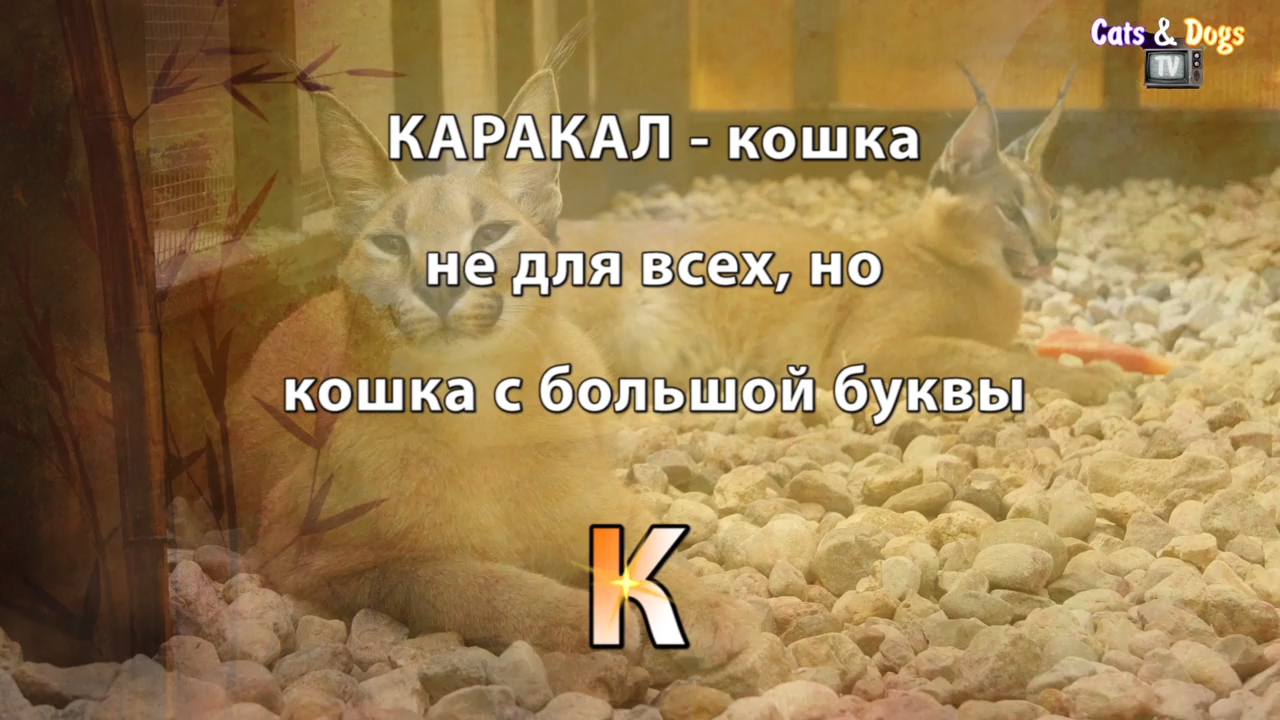 Cats & Dogs
TV
КАРАКАЛ - кошка
не для всех, но
кошка с большой буквы
К